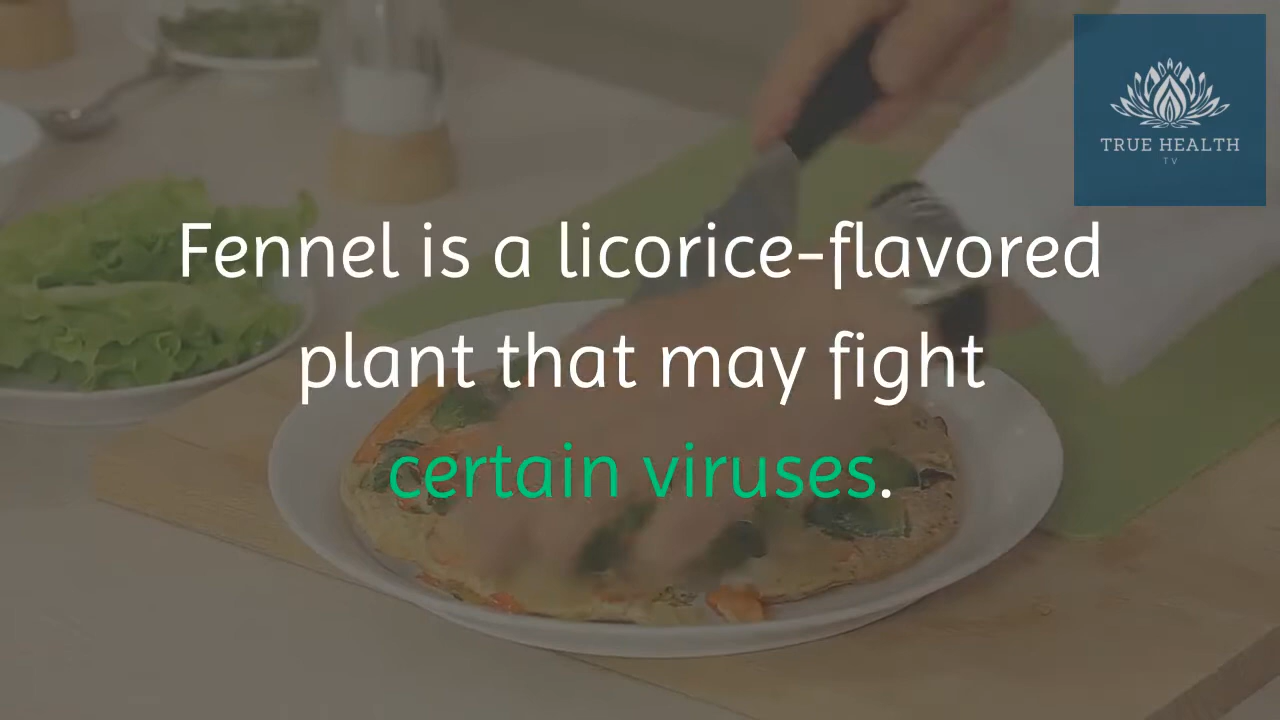 TRUE HEALTH
TV
Fennel is a licorice-flavored
plant that may fight
certain viruses.